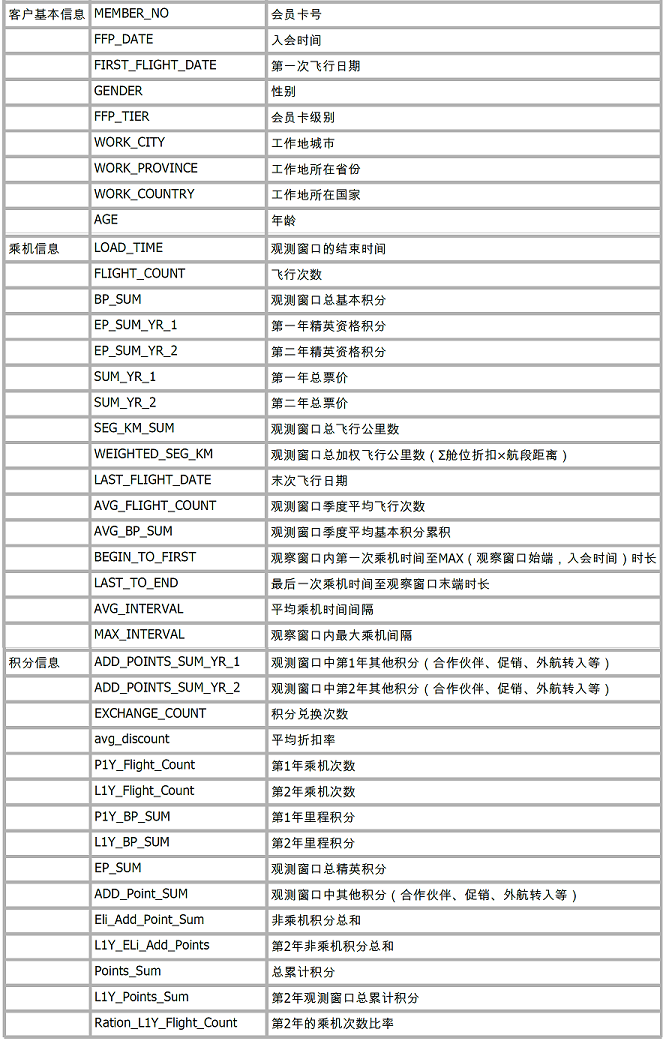 客户基本信息 MEMBER_NO 会员卡号
FFP_DATE 入会时间
FIRST_FLIGHT_DATE 第一次飞行日期
GENDER 性别
FFP_TIER 会员卡级别
WORK_CITY 工作地城市
WORK_PROVINCE 工作地所在省份
WORK_COUNTRY 工作地所在国家
AGE 年龄
乘机信息 LOAD_TIME 观测窗口的结束时间
FLIGHT_COUNT 飞行次数
BP_SUM 观测窗口总基本积分
EP_SUM_YR_1 第一年精英资格积分
EP_SUM_YR_2 第二年精英资格积分
SUM_YR_1 第一年总票价
SUM_YR_2 第二年总票价
SEG_KM_SUM 观测窗口总飞行公里数
WEIGHTED_SEG_KM 观测窗口总加权飞行公里数（Σ舱位折扣×航段距离）
LAST_FLIGHT_DATE 末次飞行日期
AVG_FLIGHT_COUNT 观测窗口季度平均飞行次数
AVG_BP_SUM 观测窗口季度平均基本积分累积
BEGIN_TO_FIRST 观察窗口内第一次乘机时间至MAX（观察窗口始端，入会时间）时长
LAST_TO_END 最后一次乘机时间至观察窗口末端时长
AVG_INTERVAL 平均乘机时间间隔
MAX_INTERVAL 观察窗口内最大乘机间隔
积分信息 ADD_POINTS_SUM_YR_1 观测窗口中第1年其他积分（合作伙伴、促销、外航转入等）
ADD_POINTS_SUM_YR_2 观测窗口中第2年其他积分（合作伙伴、促销、外航转入等）
EXCHANGE_COUNT 积分兑换次数
avg_discount 平均折扣率
P1Y_Flight_Count 第1年乘机次数
L1Y_Flight_Count 第2年乘机次数
P1Y_BP_SUM 第1年里程积分
L1Y_BP_SUM 第2年里程积分
EP_SUM 观测窗口总精英积分
ADD_Point_SUM 观测窗口中其他积分（合作伙伴、促销、外航转入等）
Eli_Add_Point_Sum 非乘机积分总和
L1Y_ELi_Add_Points 第2年非乘机积分总和
Points_Sum 总累计积分
L1Y_Points_Sum 第2年观测窗口总累计积分
Ration_L1Y_Flight_Count 第2年的乘机次数比率